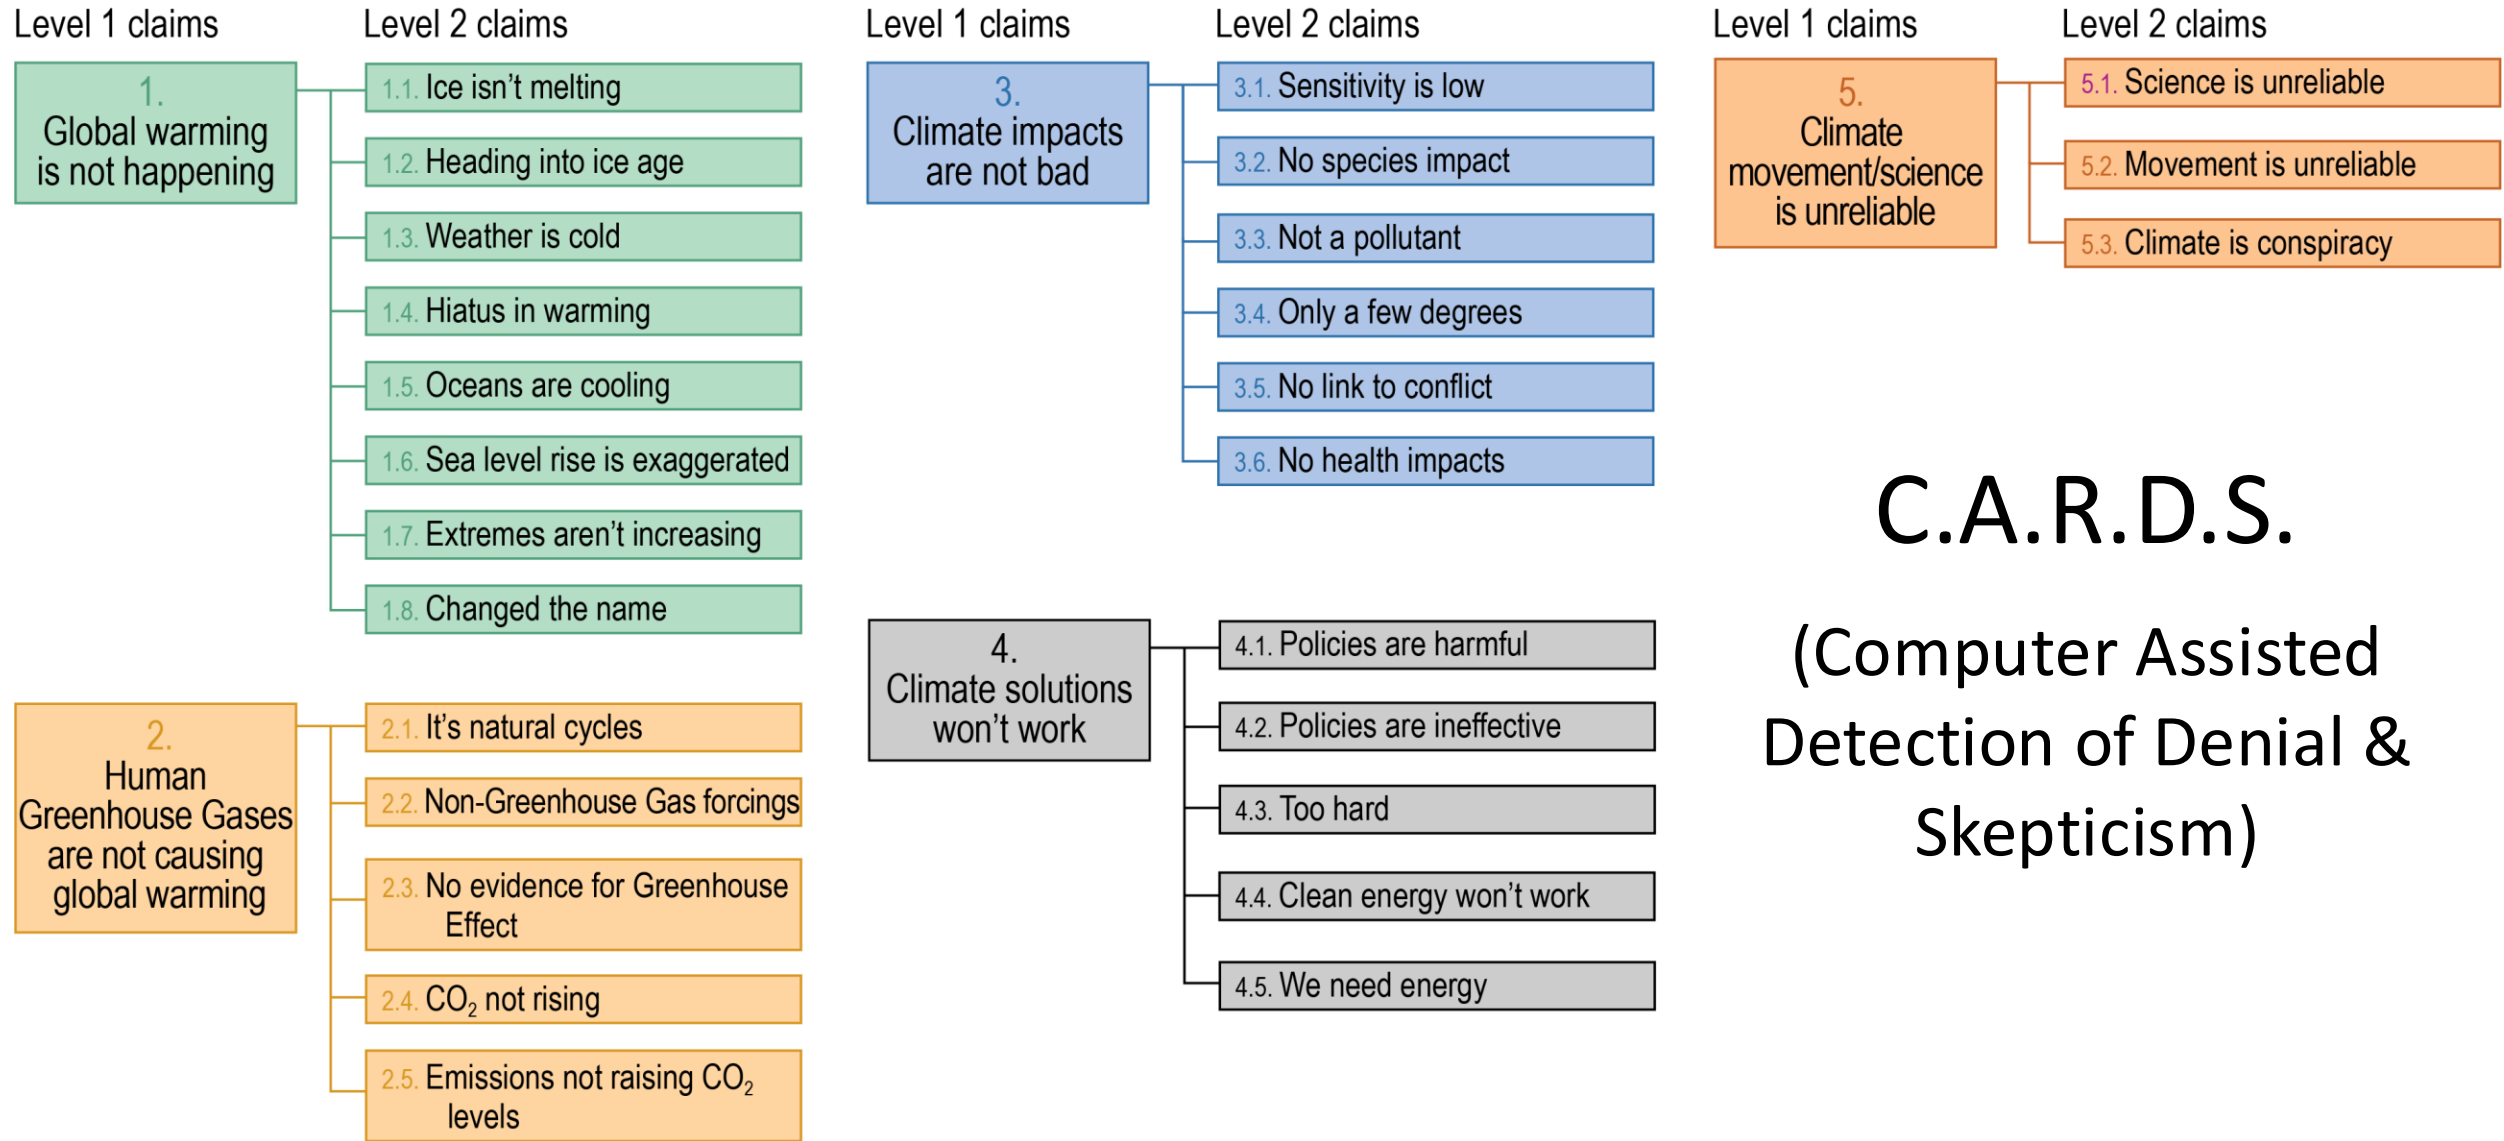 Level 1 claims
Level 2 claims
1.
Global warming
is not happening
1.1. Ice isn't melting
1.2. Heading into ice age
1.3. Weather is cold
1.4. Hiatus in warming
1.5. Oceans are cooling
1.6. Sea level rise is exaggerated
1.7. Extremes aren't increasing
1.8. Changed the name
2.
Human
Greenhouse Gases
are not causing
global warming
2.1. It's natural cycles
2.2. Non-Greenhouse Gas forcings
2.3. No evidence for Greenhouse
Effect
2.4. CO₂ not rising
2.5. Emissions not raising CO₂
levels
Level 1 claims
Level 2 claims
3.
Climate impacts
are not bad
3.1. Sensitivity is low
3.2. No species impact
3.3. Not a pollutant
3.4. Only a few degrees
3.5. No link to conflict
3.6. No health impacts
4.
Climate solutions
won't work
4.1. Policies are harmful
4.2. Policies are ineffective
4.3. Too hard
4.4. Clean energy won't work
4.5. We need energy
Level 1 claims
Level 2 claims
5.
Climate
movement/science
is unreliable
5.1. Science is unreliable
5.2. Movement is unreliable
5.3. Climate is conspiracy
C.A.R.D.S.
(Computer Assisted
Detection of Denial &
Skepticism)